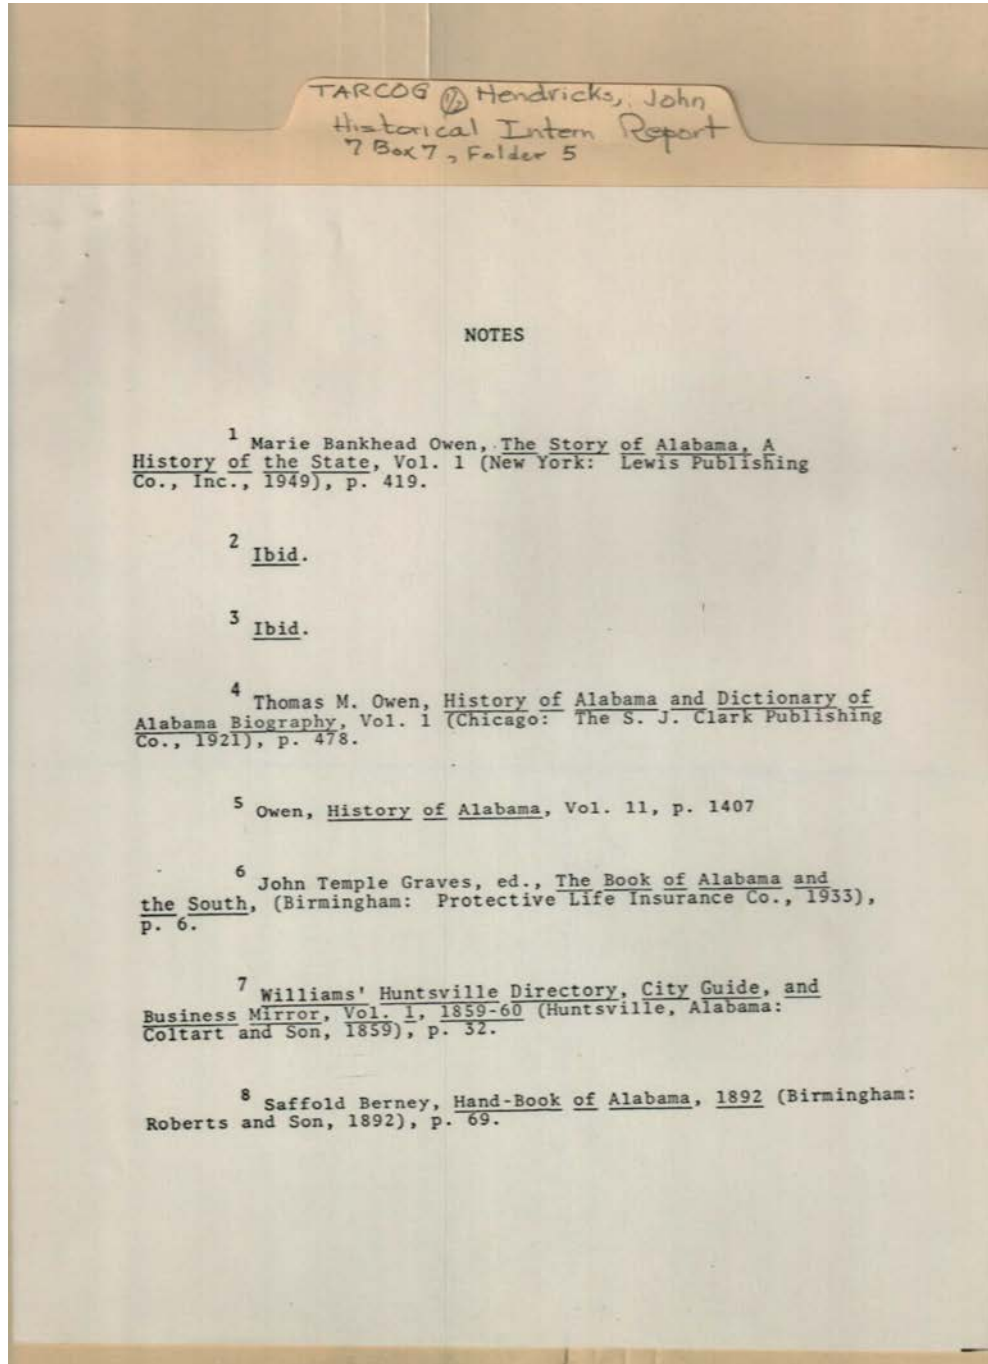 TARCOG ½ Hendricks, John
Historical Intern Report
7 Box 7, Folder 5
NOTES
1 Marie Bankhead Owen, The Story of Alabama, A
History of the State, Vol. 1 (New York: Lewis Publishing
Co., Inc., 1949), p. 419.
2 Ibid.
3 Ibid.
4 Thomas M. Owen, History of Alabama and Dictionary of
Alabama Biography, Vol. 1 (Chicago: The S. J. Clark Publishing
Co., 1921), p. 478.
5 Owen, History of Alabama, Vol. 11, p. 1407
6 John Temple Graves, ed., The Book of Alabama and
the South, (Birmingham: Protective Life Insurance Co., 1933),
p. 6.
7 Williams' Huntsville Directory, City Guide, and
Business Mirror, Vol. 1, 1859-60 (Huntsville, Alabama:
Coltart and Son, 1859), p. 32.
8 Saffold Berney, Hand-Book of Alabama, 1892 (Birmingham:
Roberts and Son, 1892), p. 69.